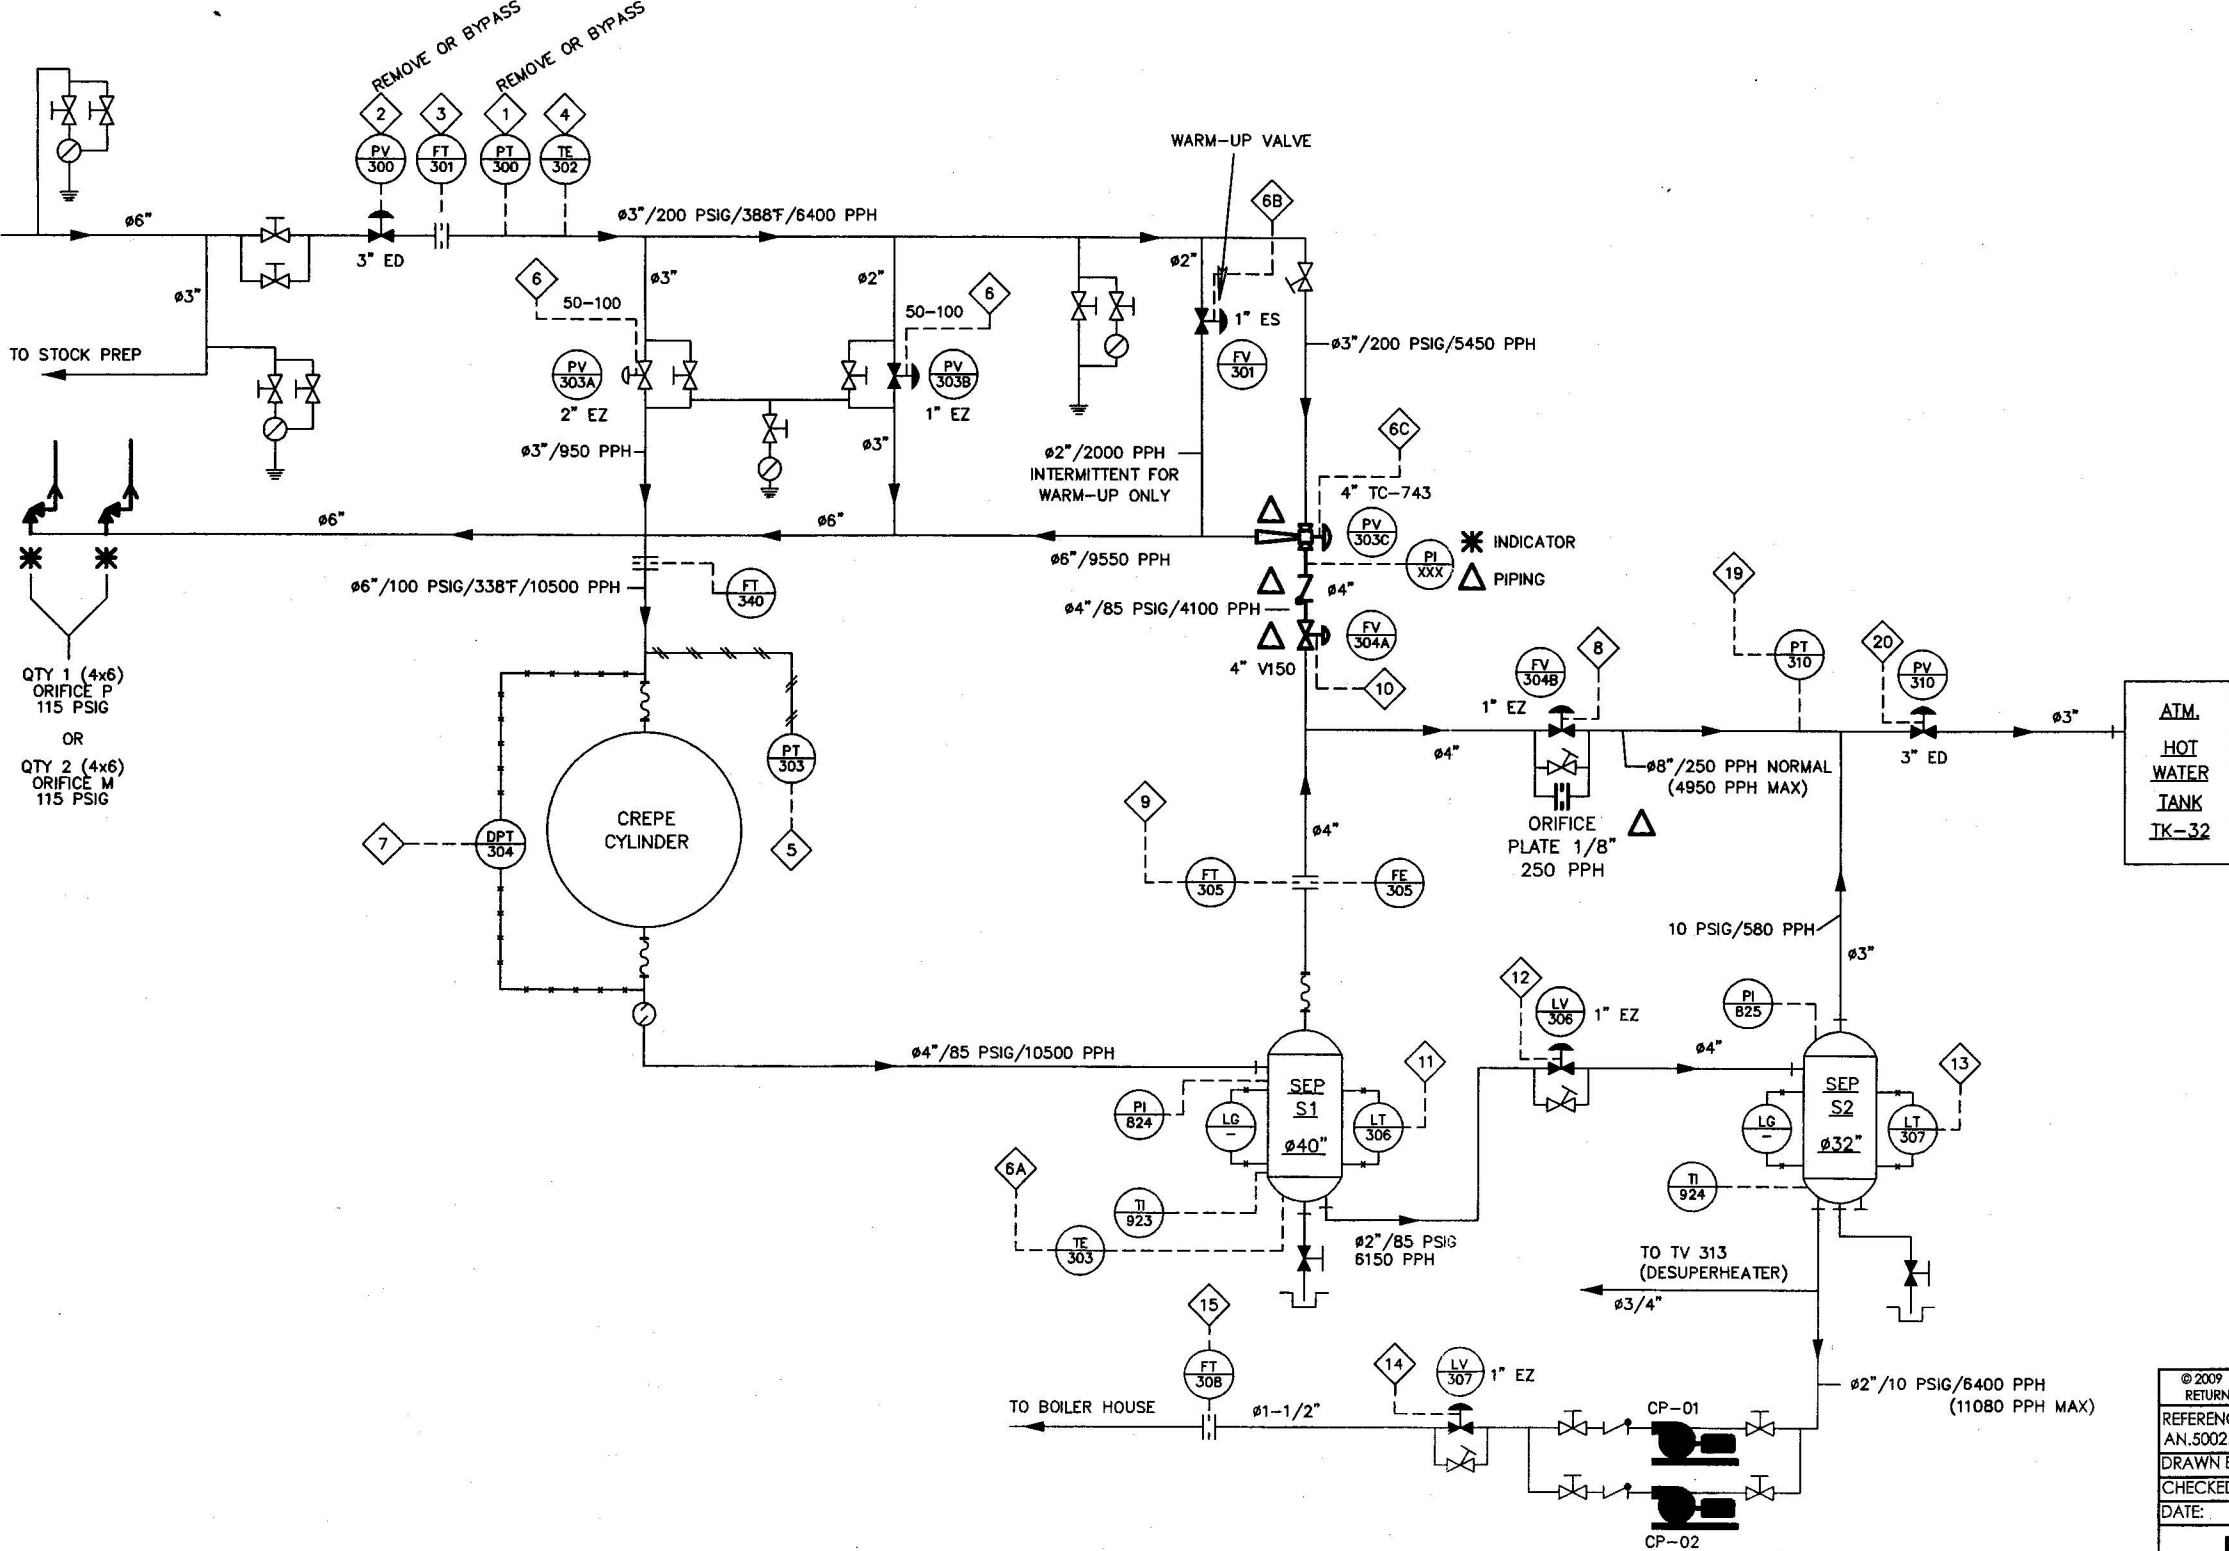 REMOVE OR BYPASS
REMOVE OR BYPASS
2
3
1
4
PV
300
FT
301
PT
300
TE
302
ø6"
3" ED
ø3"/200 PSIG/388°F/6400 PPH
WARM-UP VALVE
6B
ø3"
TO STOCK PREP
6
50-100
ø3"
PV
303A
2" EZ
ø3"/950 PPH
ø2"
6
50-100
PV
303B
1" EZ
ø3"
ø2"
1" ES
FV
301
ø3"/200 PSIG/5450 PPH
ø2"/2000 PPH
INTERMITTENT FOR
WARM-UP ONLY
6C
4" TC-743
PV
303C
INDICATOR
PI
XXX
PIPING
ø6"
ø6"
ø6"/9550 PPH
ø6"/100 PSIG/338°F/10500 PPH
FT
340
ø4"
ø4"/85 PSIG/4100 PPH
FV
304A
4" V150
10
QTY 1 (4x6)
ORIFICE P
115 PSIG
OR
QTY 2 (4x6)
ORIFICE M
115 PSIG
7
DPT
304
CREPE
CYLINDER
PT
303
5
8
FV
304B
1" EZ
ø4"
ø8"/250 PPH NORMAL
(4950 PPH MAX)
ORIFICE
PLATE 1/8"
250 PPH
19
PT
310
20
PV
310
3" ED
ø3"
ATM.
HOT
WATER
TANK
TK-32
9
ø4"
FT
305
FE
305
10 PSIG/580 PPH
ø3"
12
LV
306
1" EZ
PI
825
ø4"
ø4"/85 PSIG/10500 PPH
PI
824
LG
-
SEP
S1
ø40"
11
LT
306
6A
TI
923
TE
303
ø2"/85 PSIG
6150 PPH
LG
-
SEP
S2
ø32"
13
LT
307
TI
924
TO TV 313
(DESUPERHEATER)
ø3/4"
15
FT
308
TO BOILER HOUSE
ø1-1/2"
14
LV
307
1" EZ
CP-01
CP-02
ø2"/10 PSIG/6400 PPH
(11080 PPH MAX)
© 2009
RETURN
AN.5002
DATE: